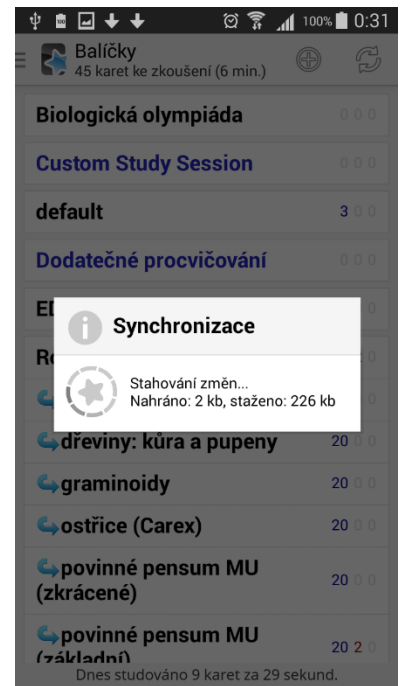 100% 0:31
Balíčky
45 karet ke zkoušení (6 min.)
Biologická olympiáda 0 0 0
Custom Study Session 0 0 0
default 3 0 0
Dodatečné procvičování 0 0 0
Synchronizace
Stahování změn...
Nahráno: 2 kb, staženo: 226 kb
dřeviny: kůra a pupeny 20 0 0
graminoidy 20 0 0
ostřice (Carex) 20 0 0
povinné pensum MU
(zkrácené) 20 0 0
povinné pensum MU
(základní) 20 2 0
Dnes studováno 9 karet za 29 sekund.